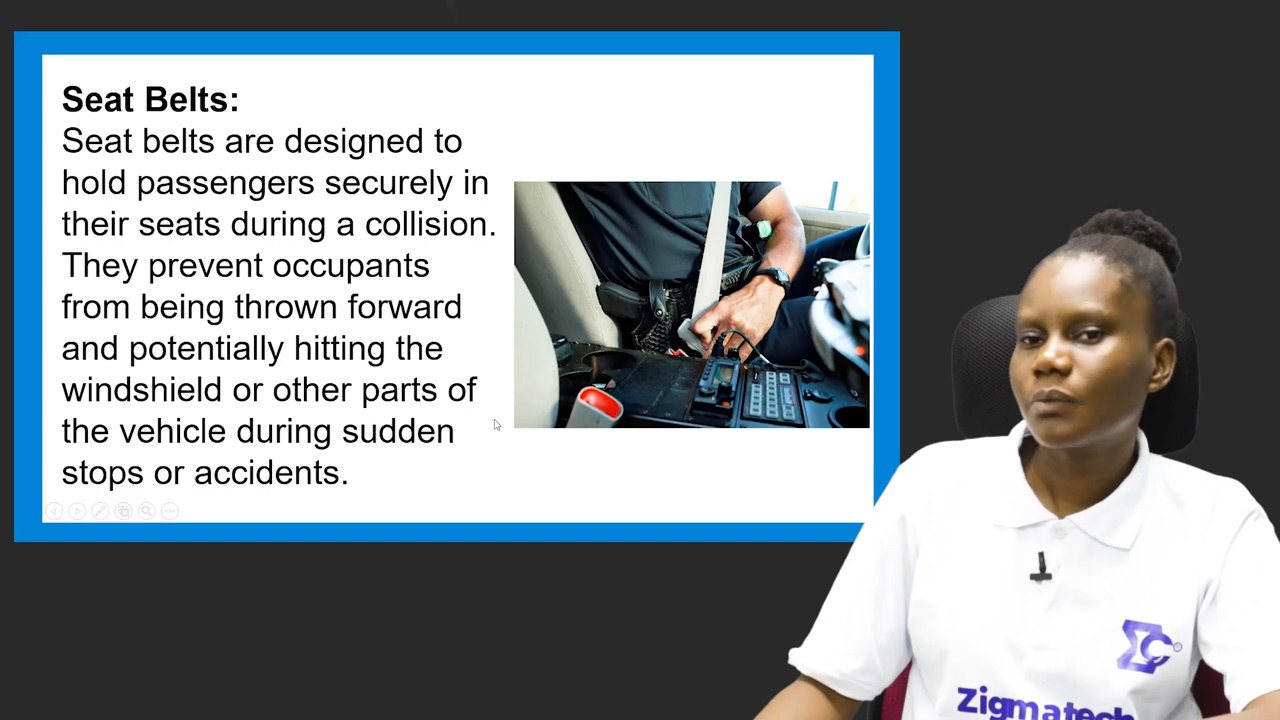 Seat Belts:
Seat belts are designed to
hold passengers securely in
their seats during a collision.
They prevent occupants
from being thrown forward
and potentially hitting the
windshield or other parts of
the vehicle during sudden
stops or accidents.
Zigmatech